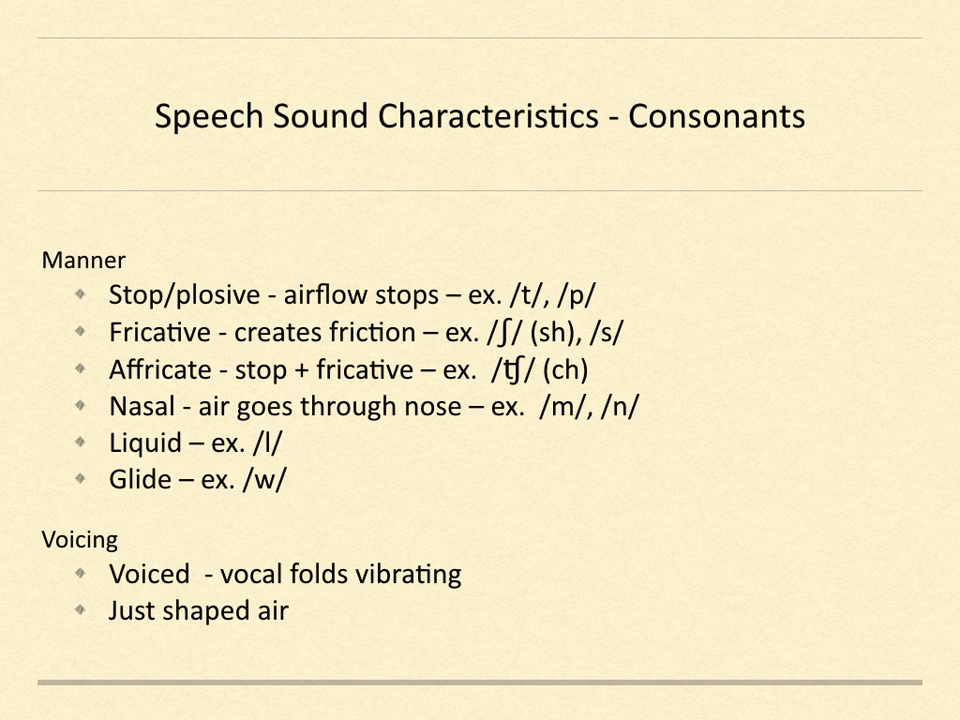 Speech Sound Characteristics - Consonants
Manner
Stop/plosive - airflow stops – ex. /t/, /p/
Fricative - creates friction – ex. /ʃ/ (sh), /s/
Affricate - stop + fricative – ex.  /ʧ/ (ch)
Nasal - air goes through nose – ex.  /m/, /n/
Liquid – ex. /l/
Glide – ex. /w/
Voicing
Voiced  - vocal folds vibrating
Just shaped air